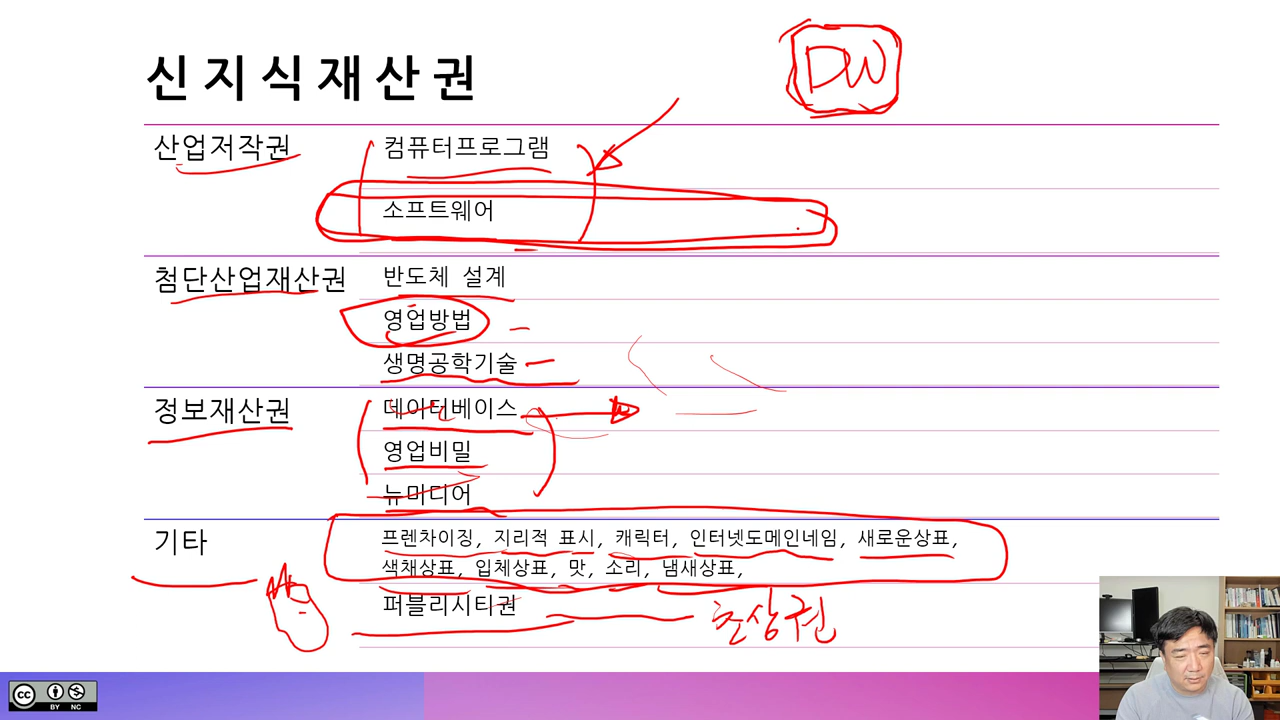 신지식재산권
DW
산업저작권
컴퓨터프로그램
소프트웨어
첨단산업재산권
반도체 설계
영업방법
생명공학기술
정보재산권
데이터베이스
영업비밀
뉴미디어
기타
프렌차이징, 지리적 표시, 캐릭터, 인터넷도메인네임, 새로운상표,
색채상표, 입체상표, 맛, 소리, 냄새상표,
퍼블리시티권
초상권
cc
BY NC